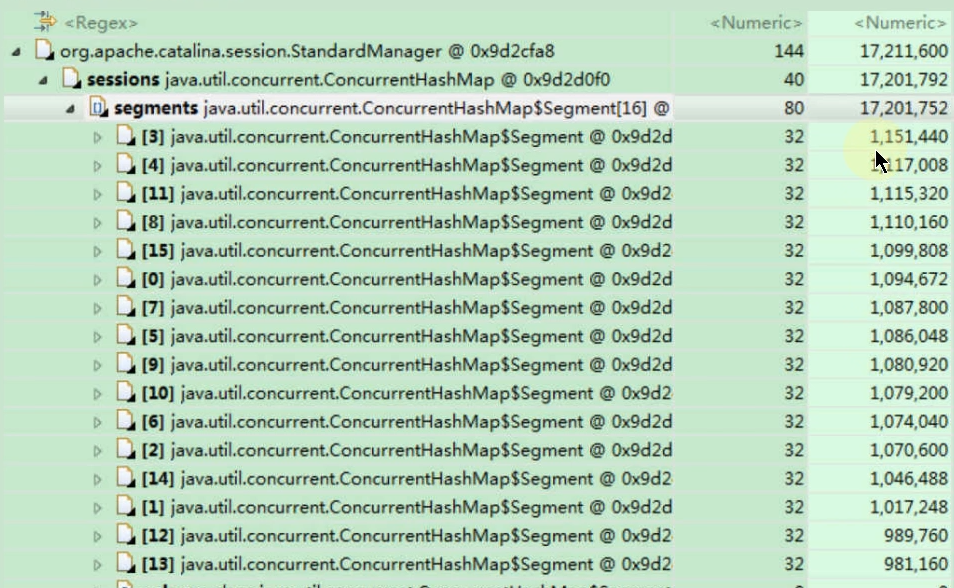 <Regex> <Numeric> <Numeric>
org.apache.catalina.session.StandardManager @ 0x9d2cfa8 144 17,211,600
sessions java.util.concurrent.ConcurrentHashMap @ 0x9d2d0f0 40 17,201,792
segments java.util.concurrent.ConcurrentHashMap$Segment[16] @ 80 17,201,752
[3] java.util.concurrent.ConcurrentHashMap$Segment @ 0x9d2d 32 1,151,440
[4] java.util.concurrent.ConcurrentHashMap$Segment @ 0x9d2d 32 1,117,008
[11] java.util.concurrent.ConcurrentHashMap$Segment @ 0x9d2 32 1,115,320
[8] java.util.concurrent.ConcurrentHashMap$Segment @ 0x9d2d 32 1,110,160
[15] java.util.concurrent.ConcurrentHashMap$Segment @ 0x9d2 32 1,099,808
[0] java.util.concurrent.ConcurrentHashMap$Segment @ 0x9d2d 32 1,094,672
[7] java.util.concurrent.ConcurrentHashMap$Segment @ 0x9d2d 32 1,087,800
[5] java.util.concurrent.ConcurrentHashMap$Segment @ 0x9d2d 32 1,086,048
[9] java.util.concurrent.ConcurrentHashMap$Segment @ 0x9d2d 32 1,080,920
[10] java.util.concurrent.ConcurrentHashMap$Segment @ 0x9d2 32 1,079,200
[6] java.util.concurrent.ConcurrentHashMap$Segment @ 0x9d2d 32 1,074,040
[2] java.util.concurrent.ConcurrentHashMap$Segment @ 0x9d2d 32 1,070,600
[14] java.util.concurrent.ConcurrentHashMap$Segment @ 0x9d2 32 1,046,488
[1] java.util.concurrent.ConcurrentHashMap$Segment @ 0x9d2d 32 1,017,248
[12] java.util.concurrent.ConcurrentHashMap$Segment @ 0x9d2 32 989,760
[13] java.util.concurrent.ConcurrentHashMap$Segment @ 0x9d2 32 981,160